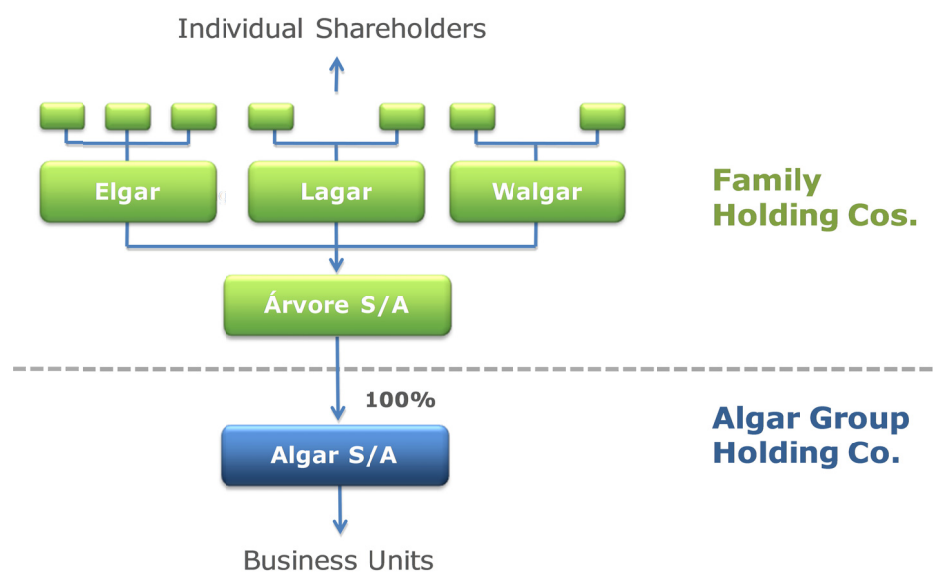 Individual Shareholders
Elgar
Lagar
Walgar
Family
Holding Cos.
Árvore S/A
100%
Algar Group
Holding Co.
Algar S/A
Business Units